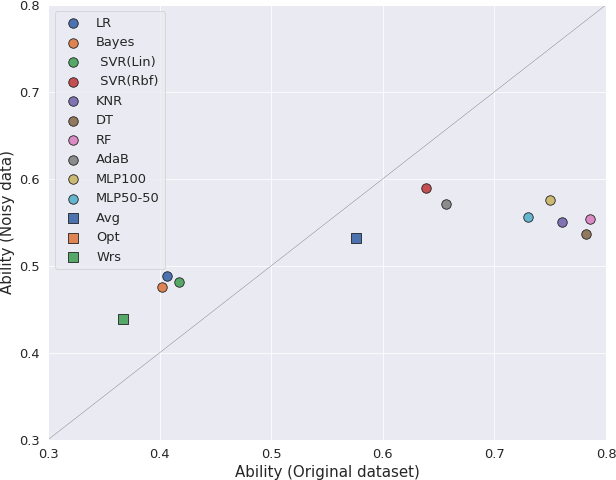 0.8
0.7
0.6
0.5
0.4
0.3
Ability (Noisy data)
LR
Bayes
SVR(Lin)
SVR(Rbf)
KNR
DT
RF
AdaB
MLP100
MLP50-50
Avg
Opt
Wrs
0.3 0.4 0.5 0.6 0.7 0.8
Ability (Original dataset)